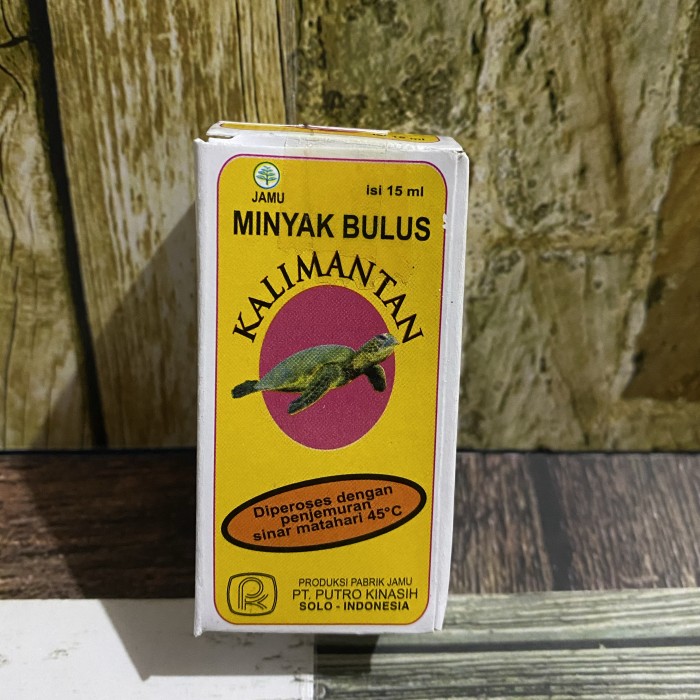 JAMU
isi 15 ml
MINYAK BULUS
KALIMANTAN
Diperoses dengan
penjemuran
sinar matahari 45°C
PRODUKSI PABRIK JAMU
PT. PUTRO KINASIH
SOLO - INDONESIA